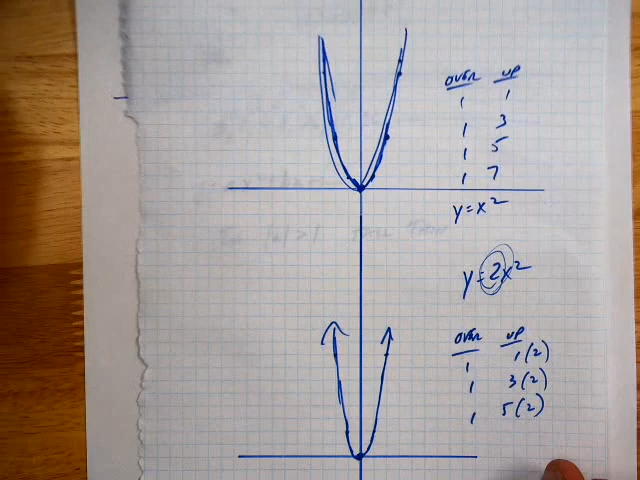 OVER UP
1 1
1 3
1 5
1 7
y=x²
y=2x²
OVER UP
1 1(2)
1 3(2)
1 5(2)